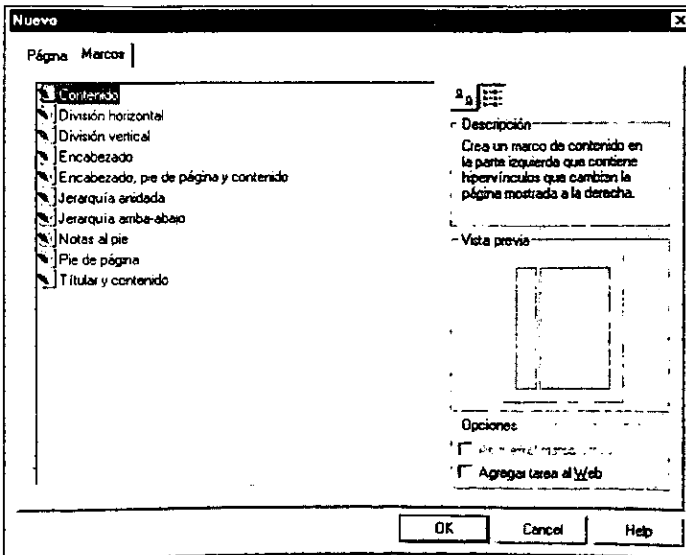 Nuevo
Página Marcos
Contenido
División horizontal
División vertical
Encabezado
Encabezado, pie de página y contenido
Jerarquía anidada
Jerarquía arriba-abajo
Notas al pie
Pie de página
Títular y contenido
Descripción
Crea un marco de contenido en
la parte izquierda que contiene
hipervínculos que cambian la
página mostrada a la derecha.
Vista previa
Opciones
Agregar tarea al Web
OK Cancel Help